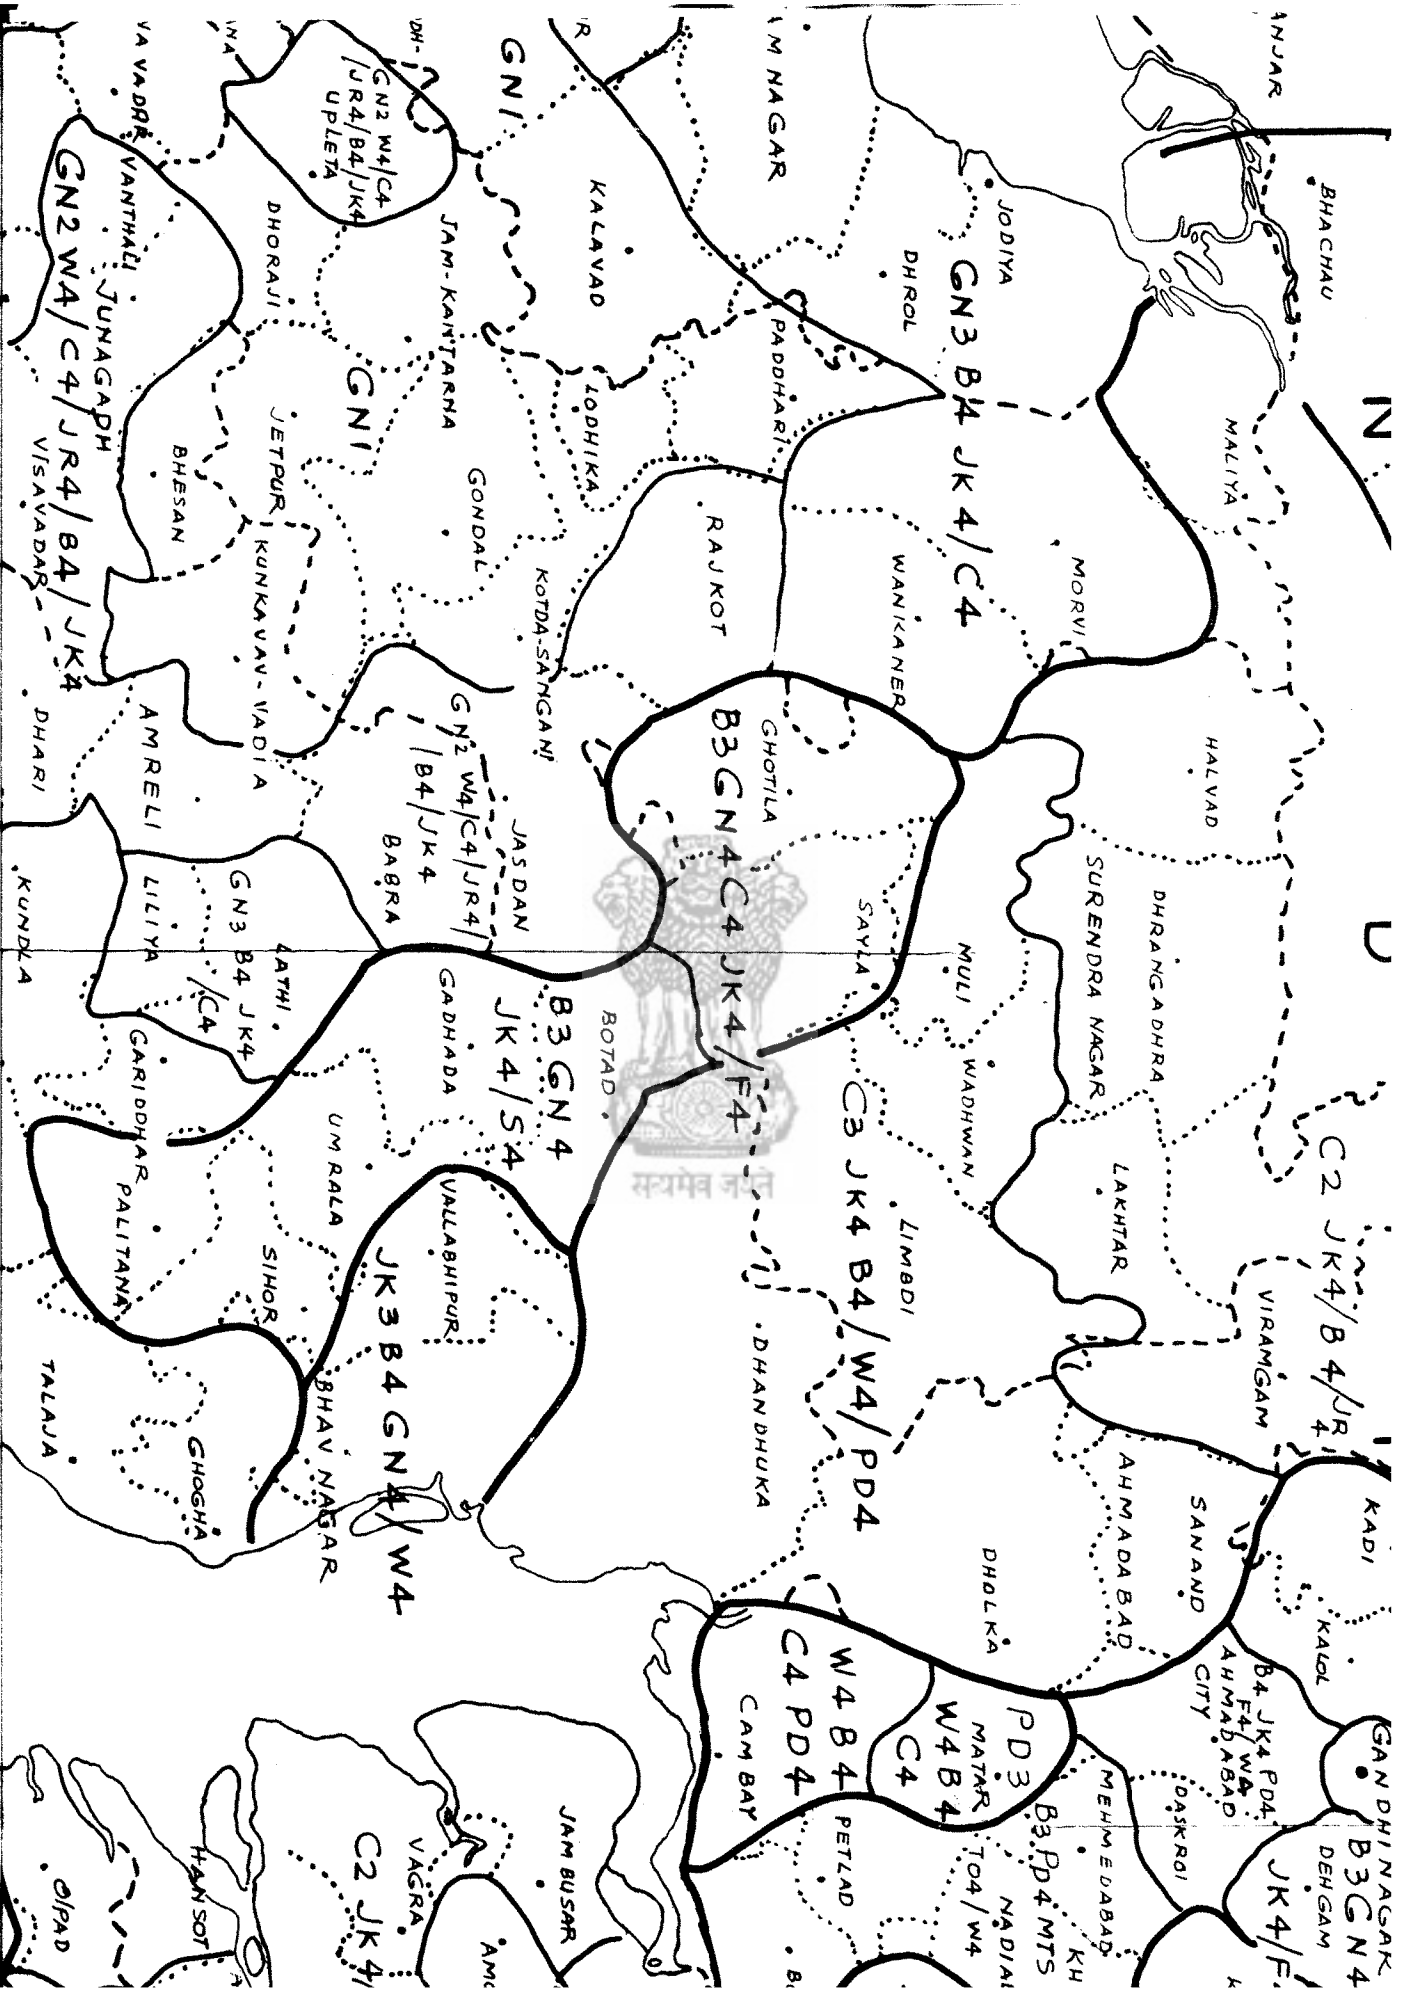 BHACHAU
N
D
MALIYA
HALVAD
JODIYA
DHROL
GN3 B4 JK4/C4
MORVI
WANKANER
PADDHARI
KALAVAD
GN1
GN2 W4/C4
/JR4/B4/JK4
UPLETA
JAM-KANTARNA
GN1
LODHIKA
RAJKOT
GONDAL
KOTDA-SANGANI
DHORAJI
JETPUR
KUNKAVAV-VADIA
BHESAN
VANTHALI
JUNAGADH
GN2 W4/C4/JR4/B4/JK4
VISAVADAR
DHARI
AMRELI
KUNDLA
LILIYA
LATHI
GN3 B4 JK4
/C4
BABRA
JASDAN
GN2 W4/C4/JR4/
/B4/JK4
GHOTILA
B3 GN4 C4 JK4/F4
SAYLA
MULI
SURENDRA NAGAR
DHRANGADHRA
WADHWAN
LAKHTAR
C2 JK4/B4/JR
4
VIRAMGAM
LIMBDI
C3 JK4 B4/W4/PD4
BOTAD
B3 GN4
JK4/S4
GADHADA
UMRALA
VALLABHIPUR
GARIDDHAR
PALITANA
SIHOR
JK3 B4 GN4/W4
BHAVNAGAR
TALAJA
GHOGHA
DHANDHUKA
सत्यमेव जयते
AHMADABAD
SANAND
KADI
KALOL
DHOLKA
B4 JK4 PD4
F4/W4
AHMADABAD
CITY
GANDHINAGAR
B3 GN4
JK4/F
DEHGAM
DASKROI
MEHMEDABAD
PD3
MATAR
W4 B4
C4
W4 B4
C4 PD4
CAMBAY
B3 PD4 MTS
TO4/W4
PETLAD
JAMBUSAR
VAGRA
C2 JK4/
HANSOT
OLPAD